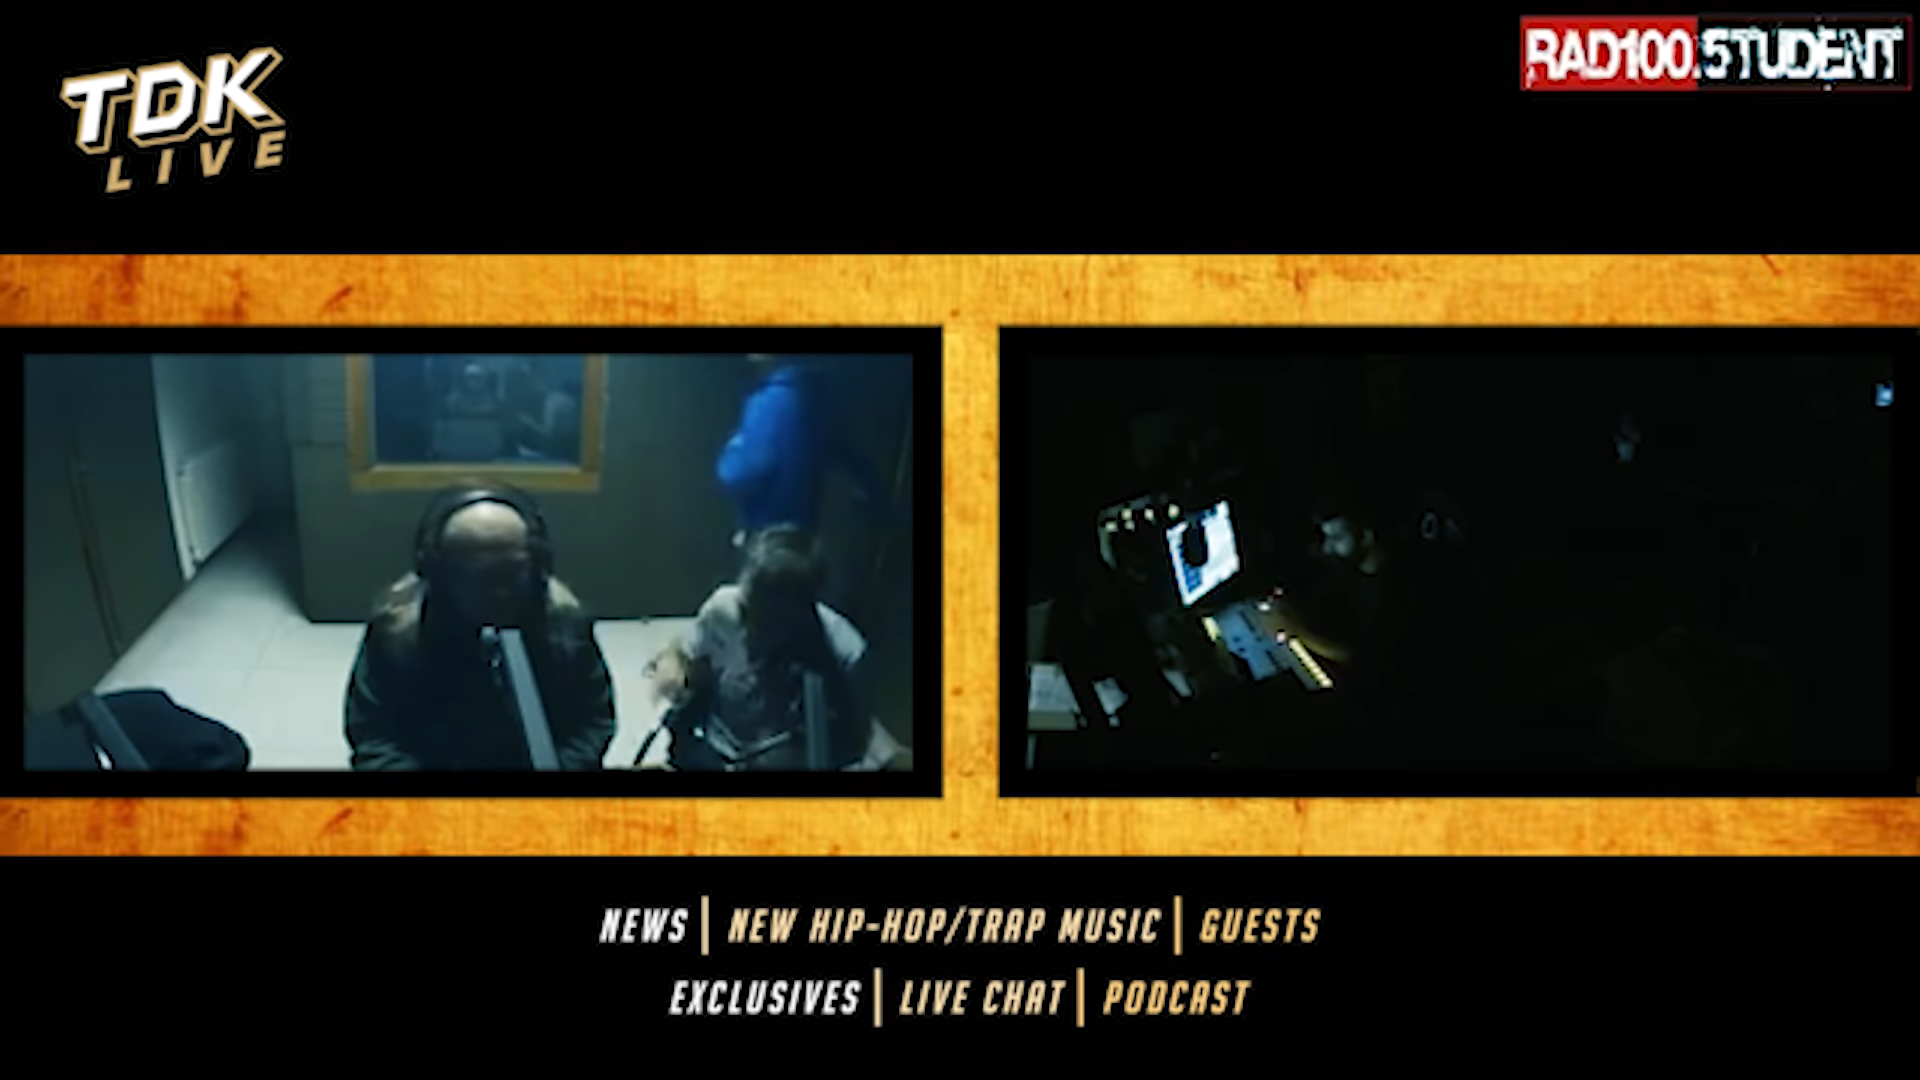 TDK
LIVE
RAD100.STUDENT
NEWS | NEW HIP-HOP/TRAP MUSIC | GUESTS
EXCLUSIVES | LIVE CHAT | PODCAST